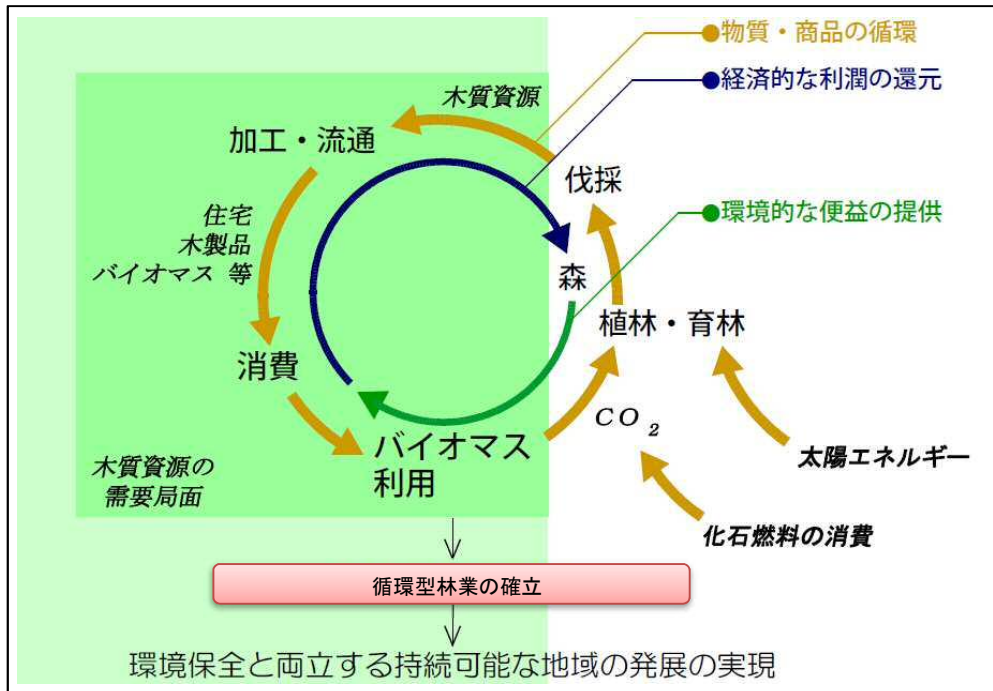 ●物質・商品の循環
●経済的な利潤の還元
木質資源
加工・流通
伐採
住宅
木製品
バイオマス 等
●環境的な便益の提供
森
植林・育林
消費
CO₂
バイオマス
利用
太陽エネルギー
木質資源の
需要局面
化石燃料の消費
循環型林業の確立
環境保全と両立する持続可能な地域の発展の実現